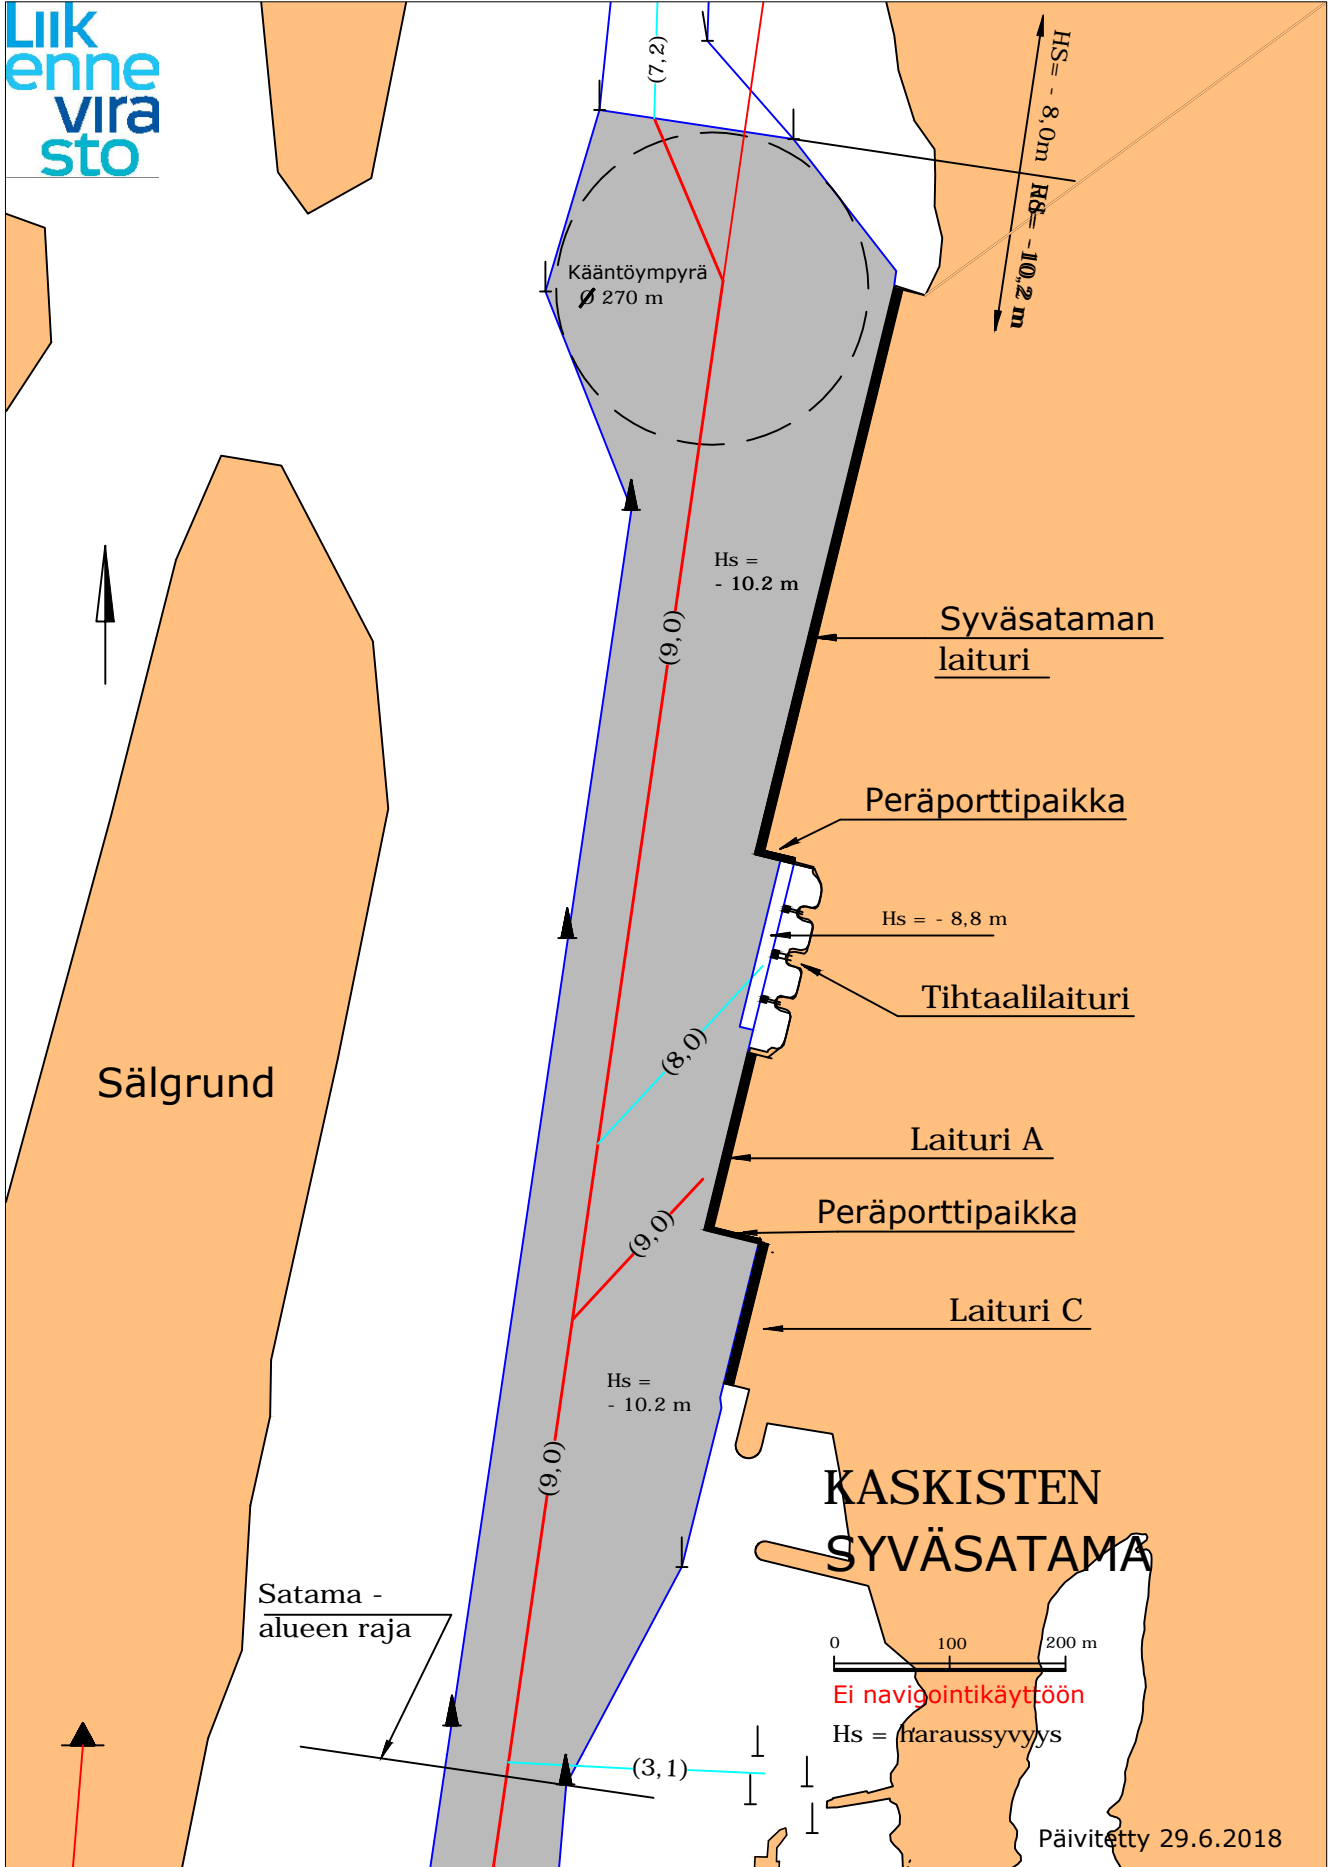 Liik
enne
vira
sto
(7,2)
HS= - 8,0m
HS= -10,2 m
Kääntöympyrä
Ø 270 m
Hs =
- 10.2 m
(9,0)
Syväsataman
laituri
Peräporttipaikka
Hs = - 8,8 m
Tihtaalilaituri
(8,0)
Sälgrund
Laituri A
Peräporttipaikka
(9,0)
Laituri C
Hs =
- 10.2 m
(9,0)
KASKISTEN
SYVÄSATAMA
Satama -
alueen raja
0 100 200 m
Ei navigointikäyttöön
Hs = haraussyvyys
(3,1)
Päivitetty 29.6.2018